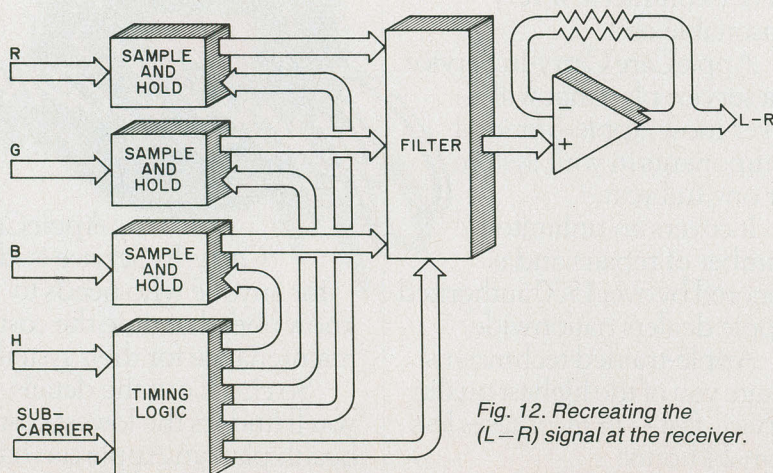 R
SAMPLE
AND
HOLD
G
SAMPLE
AND
HOLD
B
SAMPLE
AND
HOLD
H
SUB-
CARRIER
TIMING
LOGIC
FILTER
−
+
L−R
Fig. 12. Recreating the
(L−R) signal at the receiver.